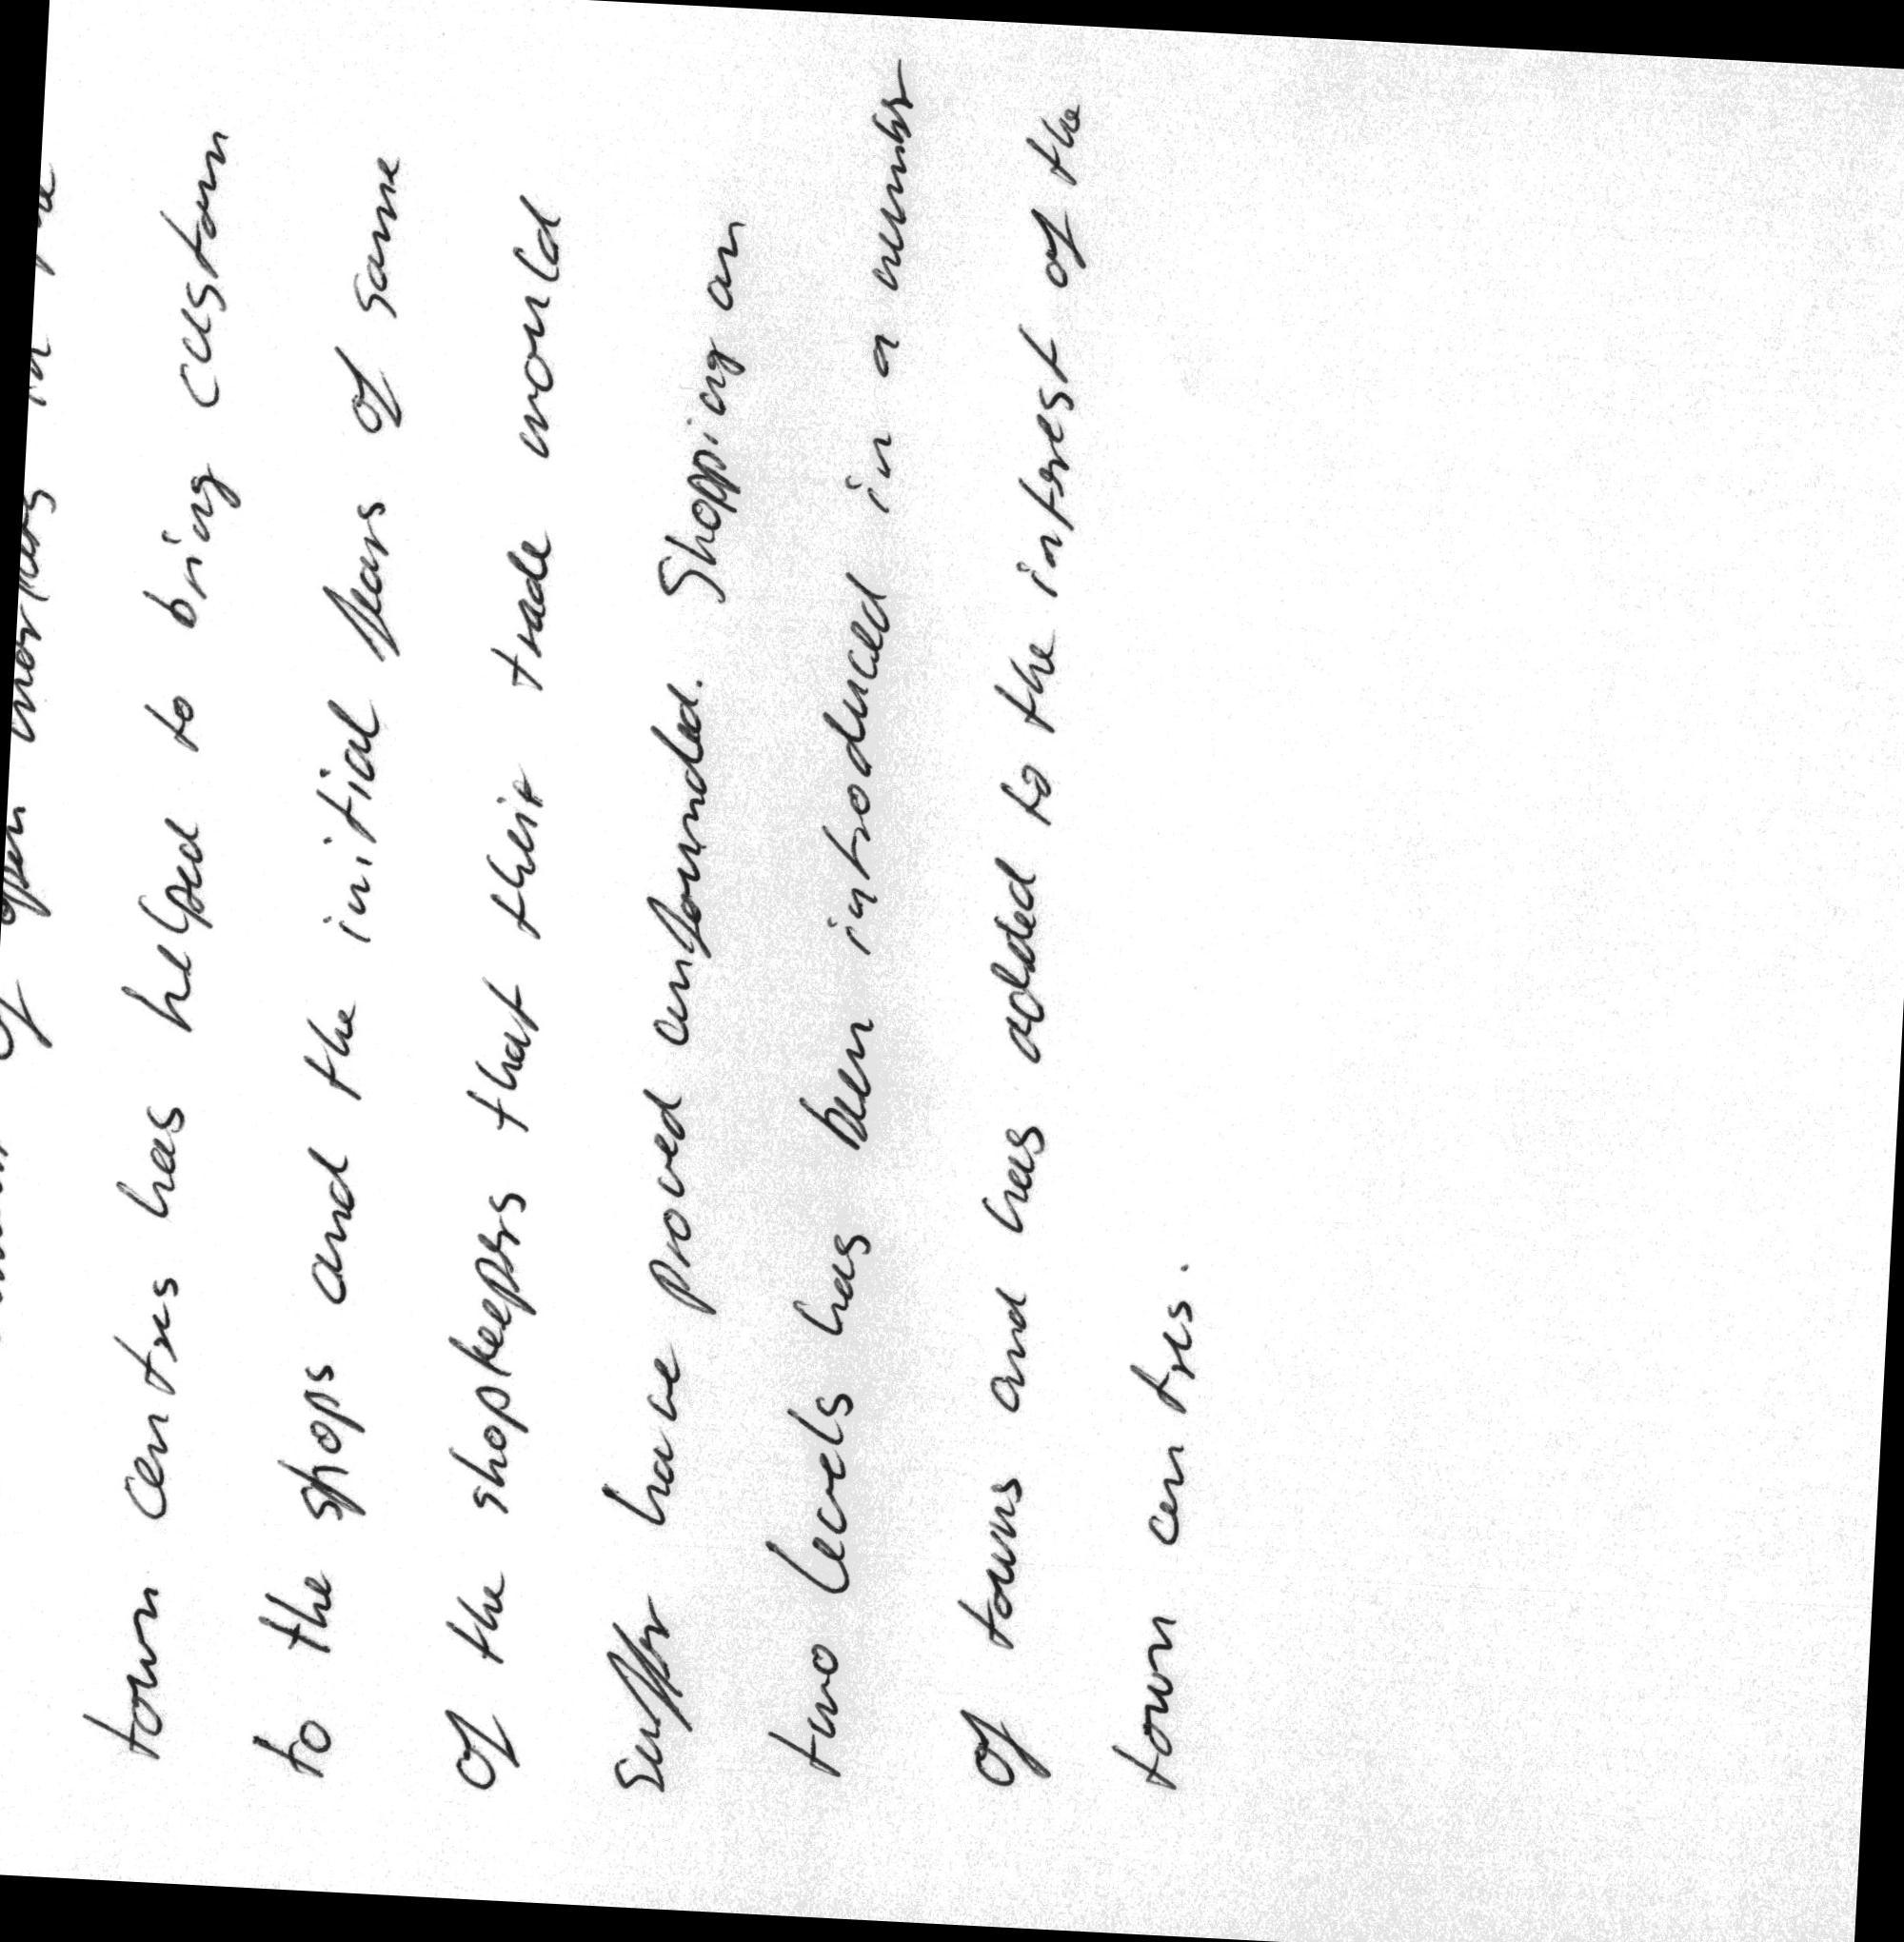 of open markets in the
town centres has helped to bring custom
to the shops and the initial fears of some
of the shopkeepers that their trade would
suffer have proved unfounded. Shopping on
two levels has been introduced in a number
of towns and has added to the interest of the
town centres.